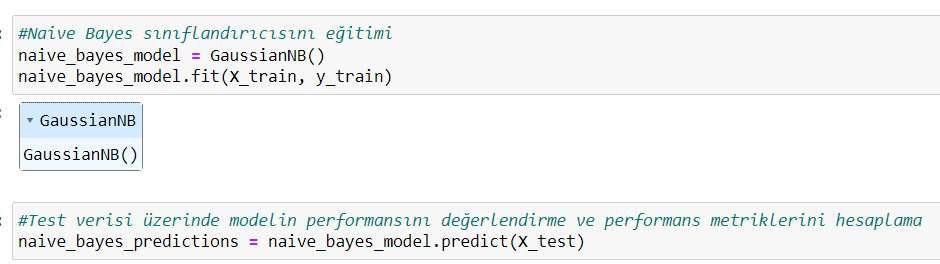 #Naive Bayes sınıflandırıcısını eğitimi
naive_bayes_model = GaussianNB()
naive_bayes_model.fit(X_train, y_train)
▾ GaussianNB
GaussianNB()
#Test verisi üzerinde modelin performansını değerlendirme ve performans metriklerini hesaplama
naive_bayes_predictions = naive_bayes_model.predict(X_test)